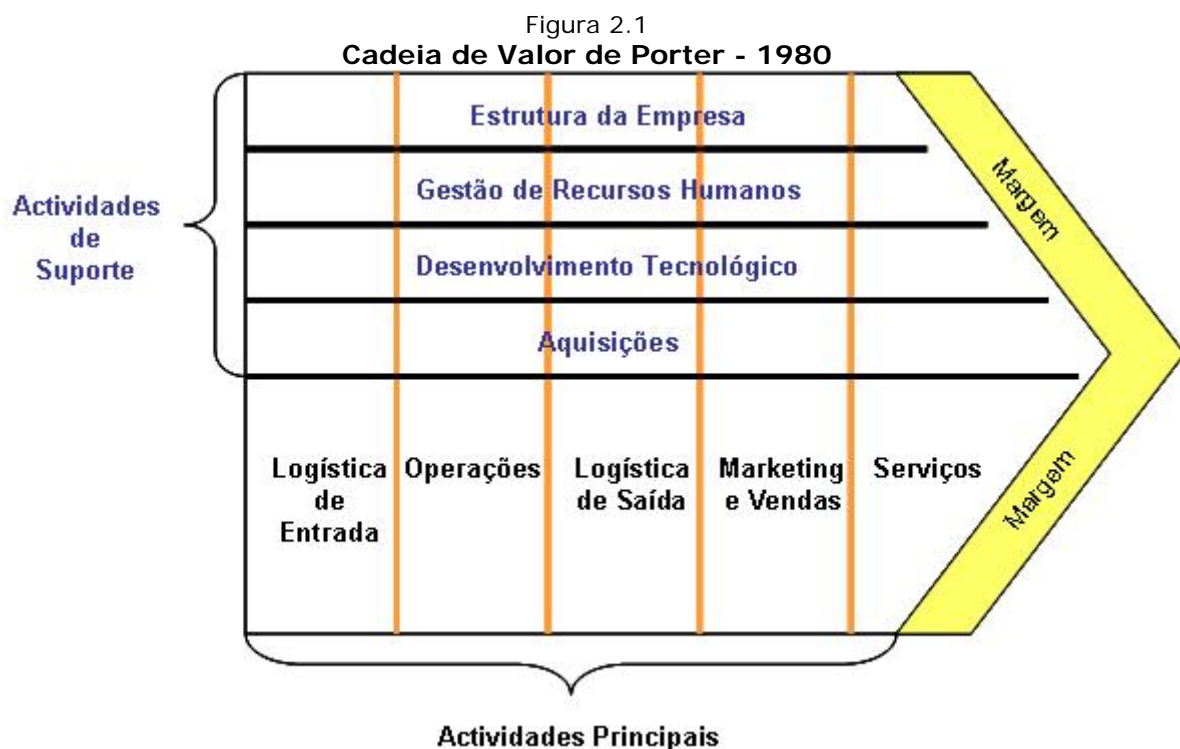 Figura 2.1
Cadeia de Valor de Porter - 1980
Estrutura da Empresa
Gestão de Recursos Humanos
Desenvolvimento Tecnológico
Aquisições
Actividades
de
Suporte
Margem
Margem
Logística
de
Entrada
Operações
Logística
de Saída
Marketing
e Vendas
Serviços
Actividades Principais